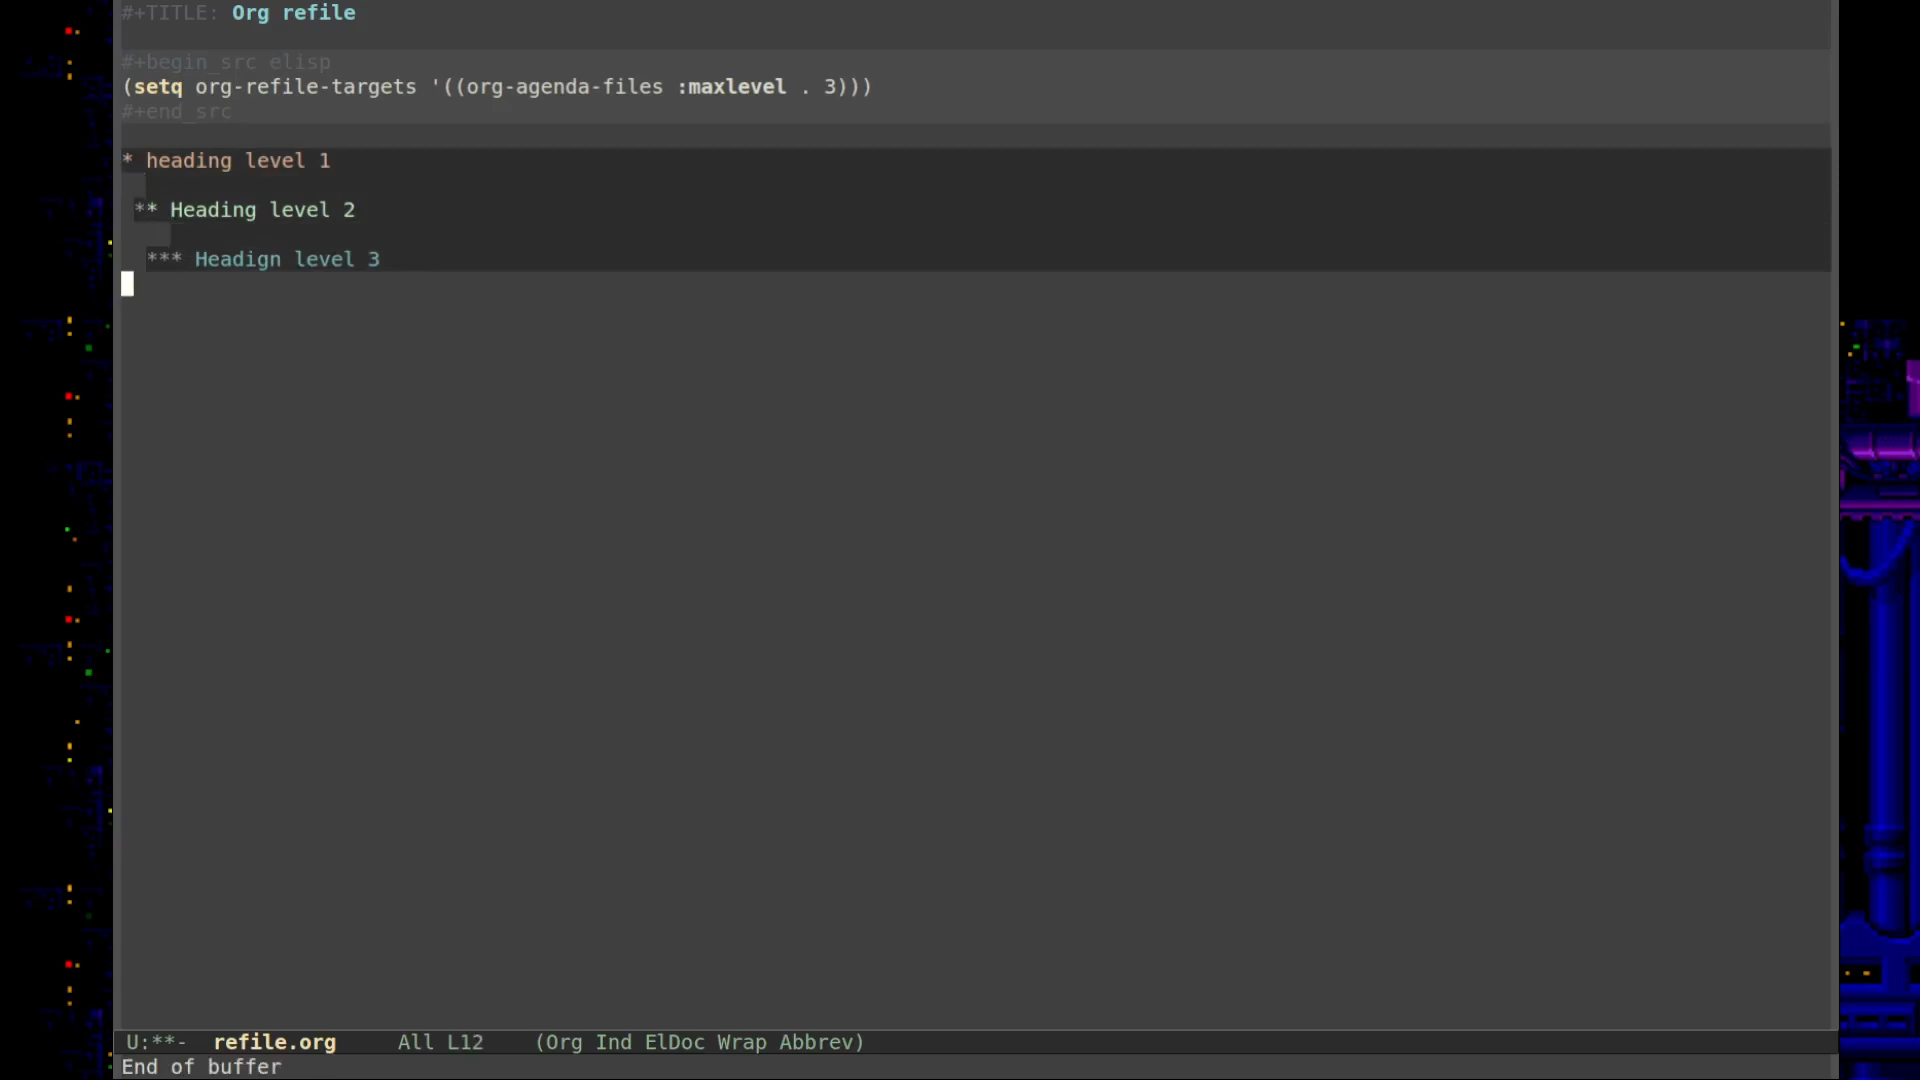 #+TITLE: Org refile
#+begin_src elisp
(setq org-refile-targets '((org-agenda-files :maxlevel . 3)))
#+end_src
* heading level 1
** Heading level 2
*** Headign level 3
U:**- refile.org All L12 (Org Ind ElDoc Wrap Abbrev)
End of buffer